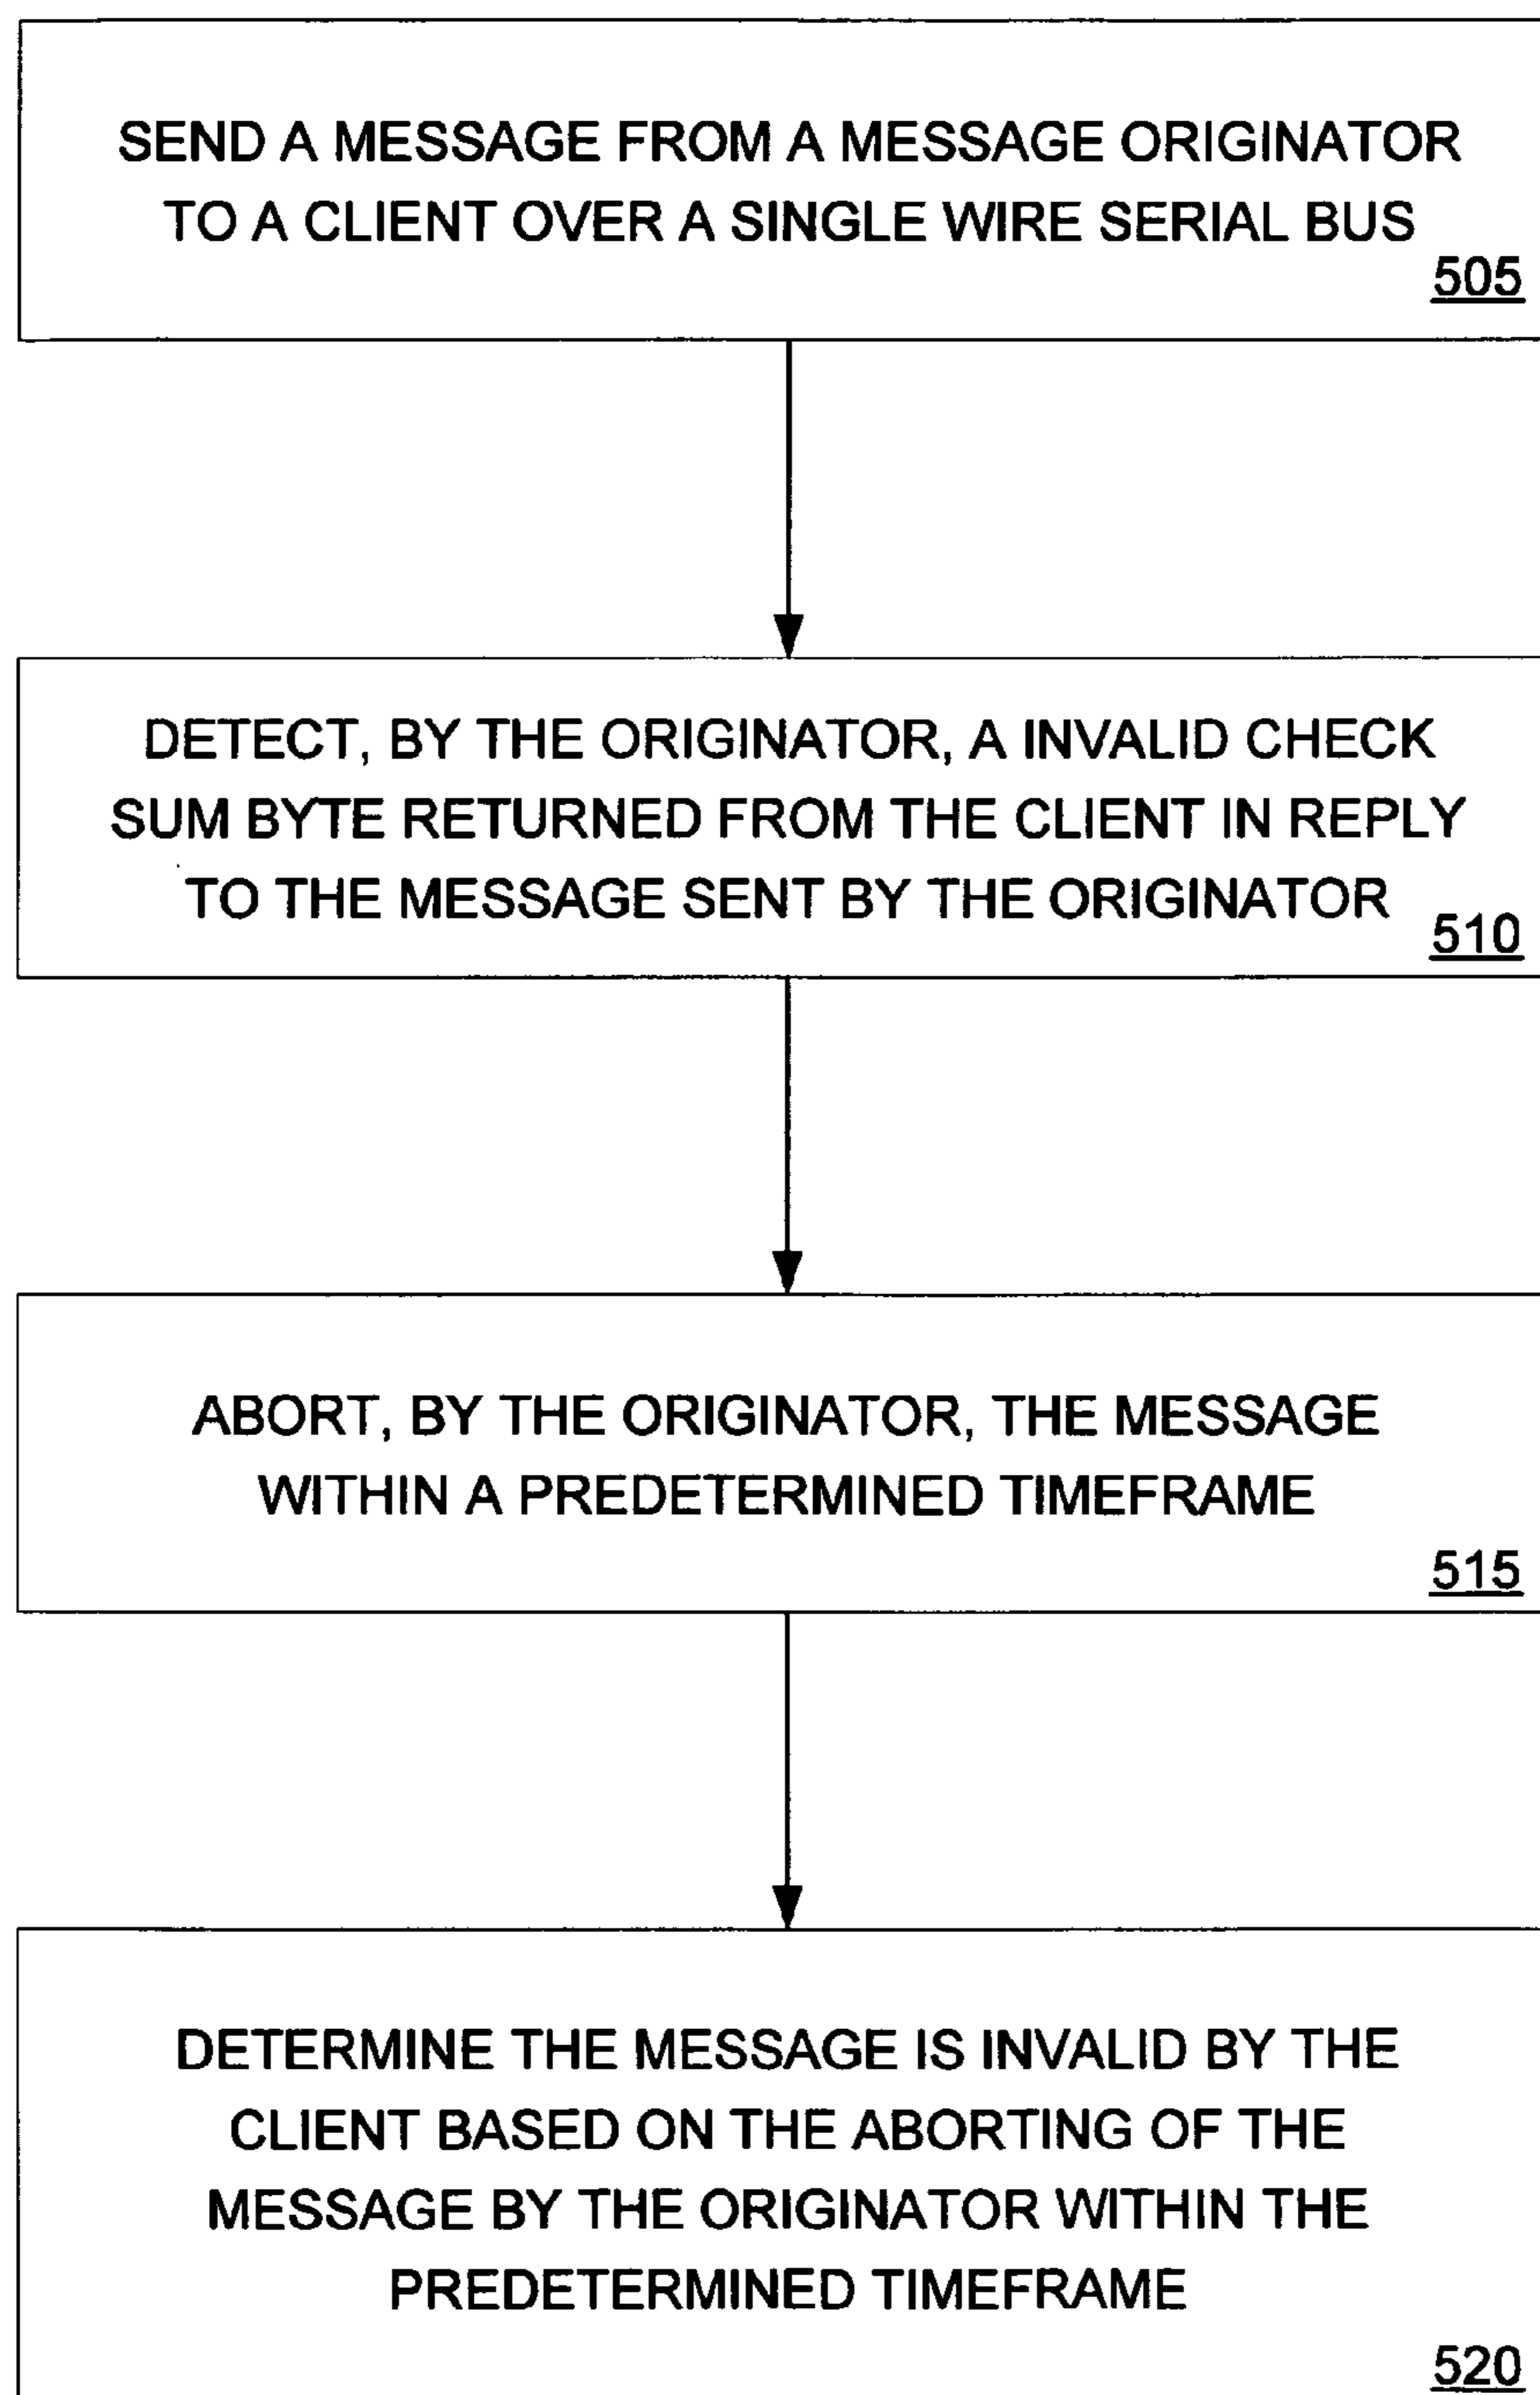 SEND A MESSAGE FROM A MESSAGE ORIGINATOR
TO A CLIENT OVER A SINGLE WIRE SERIAL BUS
505
DETECT, BY THE ORIGINATOR, A INVALID CHECK
SUM BYTE RETURNED FROM THE CLIENT IN REPLY
TO THE MESSAGE SENT BY THE ORIGINATOR
510
ABORT, BY THE ORIGINATOR, THE MESSAGE
WITHIN A PREDETERMINED TIMEFRAME
515
DETERMINE THE MESSAGE IS INVALID BY THE
CLIENT BASED ON THE ABORTING OF THE
MESSAGE BY THE ORIGINATOR WITHIN THE
PREDETERMINED TIMEFRAME
520